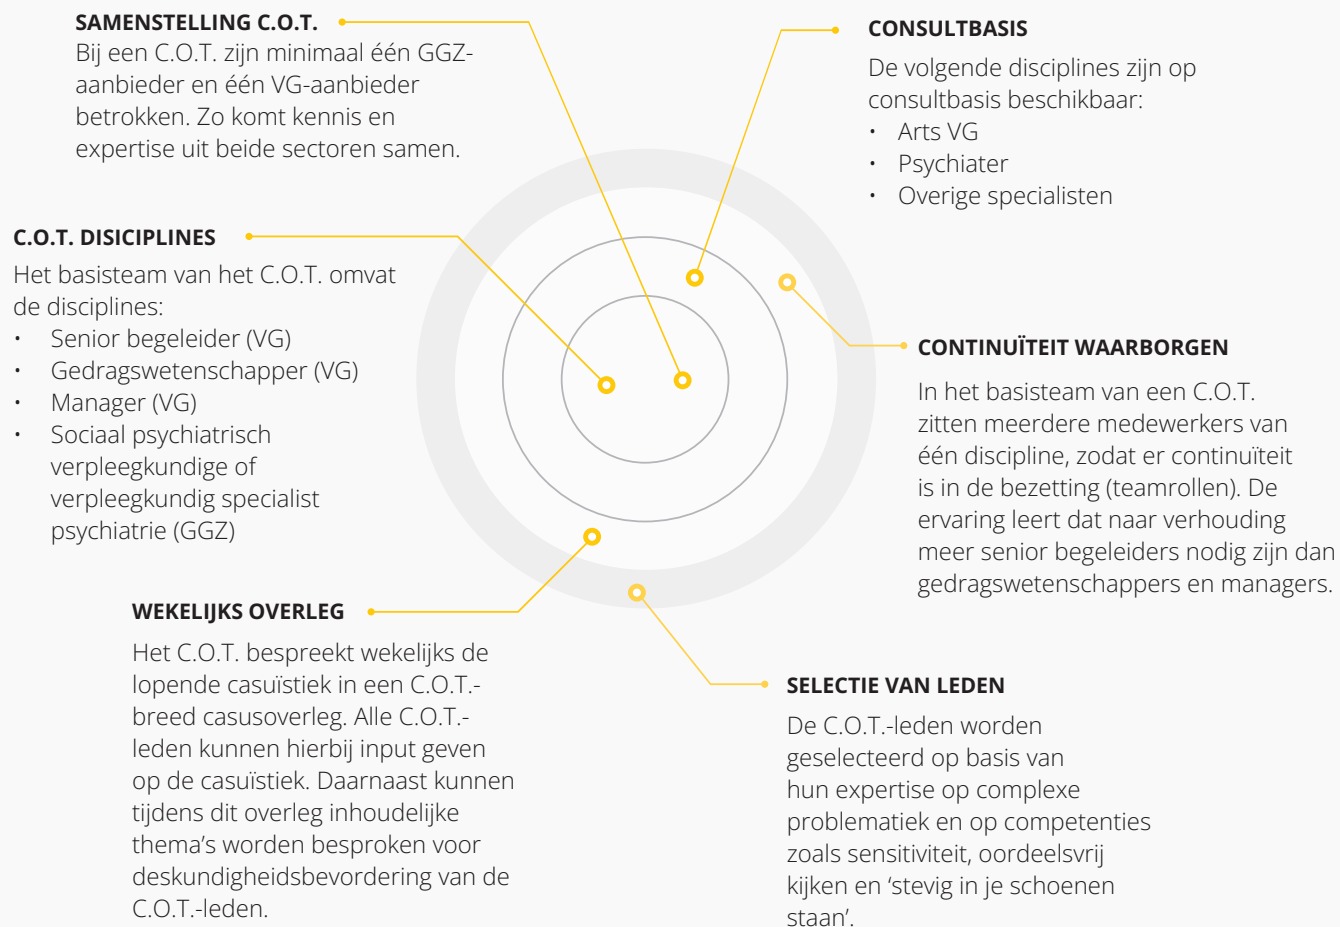 SAMENSTELLING C.O.T.
Bij een C.O.T. zijn minimaal één GGZ-
aanbieder en één VG-aanbieder
betrokken. Zo komt kennis en
expertise uit beide sectoren samen.
CONSULTBASIS
De volgende disciplines zijn op
consultbasis beschikbaar:
• Arts VG
• Psychiater
• Overige specialisten
C.O.T. DISICIPLINES
Het basisteam van het C.O.T. omvat
de disciplines:
• Senior begeleider (VG)
• Gedragswetenschapper (VG)
• Manager (VG)
• Sociaal psychiatrisch
verpleegkundige of
verpleegkundig specialist
psychiatrie (GGZ)
CONTINUÏTEIT WAARBORGEN
In het basisteam van een C.O.T.
zitten meerdere medewerkers van
één discipline, zodat er continuïteit
is in de bezetting (teamrollen). De
ervaring leert dat naar verhouding
meer senior begeleiders nodig zijn dan
gedragswetenschappers en managers.
WEKELIJKS OVERLEG
Het C.O.T. bespreekt wekelijks de
lopende casuïstiek in een C.O.T.-
breed casusoverleg. Alle C.O.T.-
leden kunnen hierbij input geven
op de casuïstiek. Daarnaast kunnen
tijdens dit overleg inhoudelijke
thema’s worden besproken voor
deskundigheidsbevordering van de
C.O.T.-leden.
SELECTIE VAN LEDEN
De C.O.T.-leden worden
geselecteerd op basis van
hun expertise op complexe
problematiek en op competenties
zoals sensitiviteit, oordeelsvrij
kijken en ‘stevig in je schoenen
staan’.